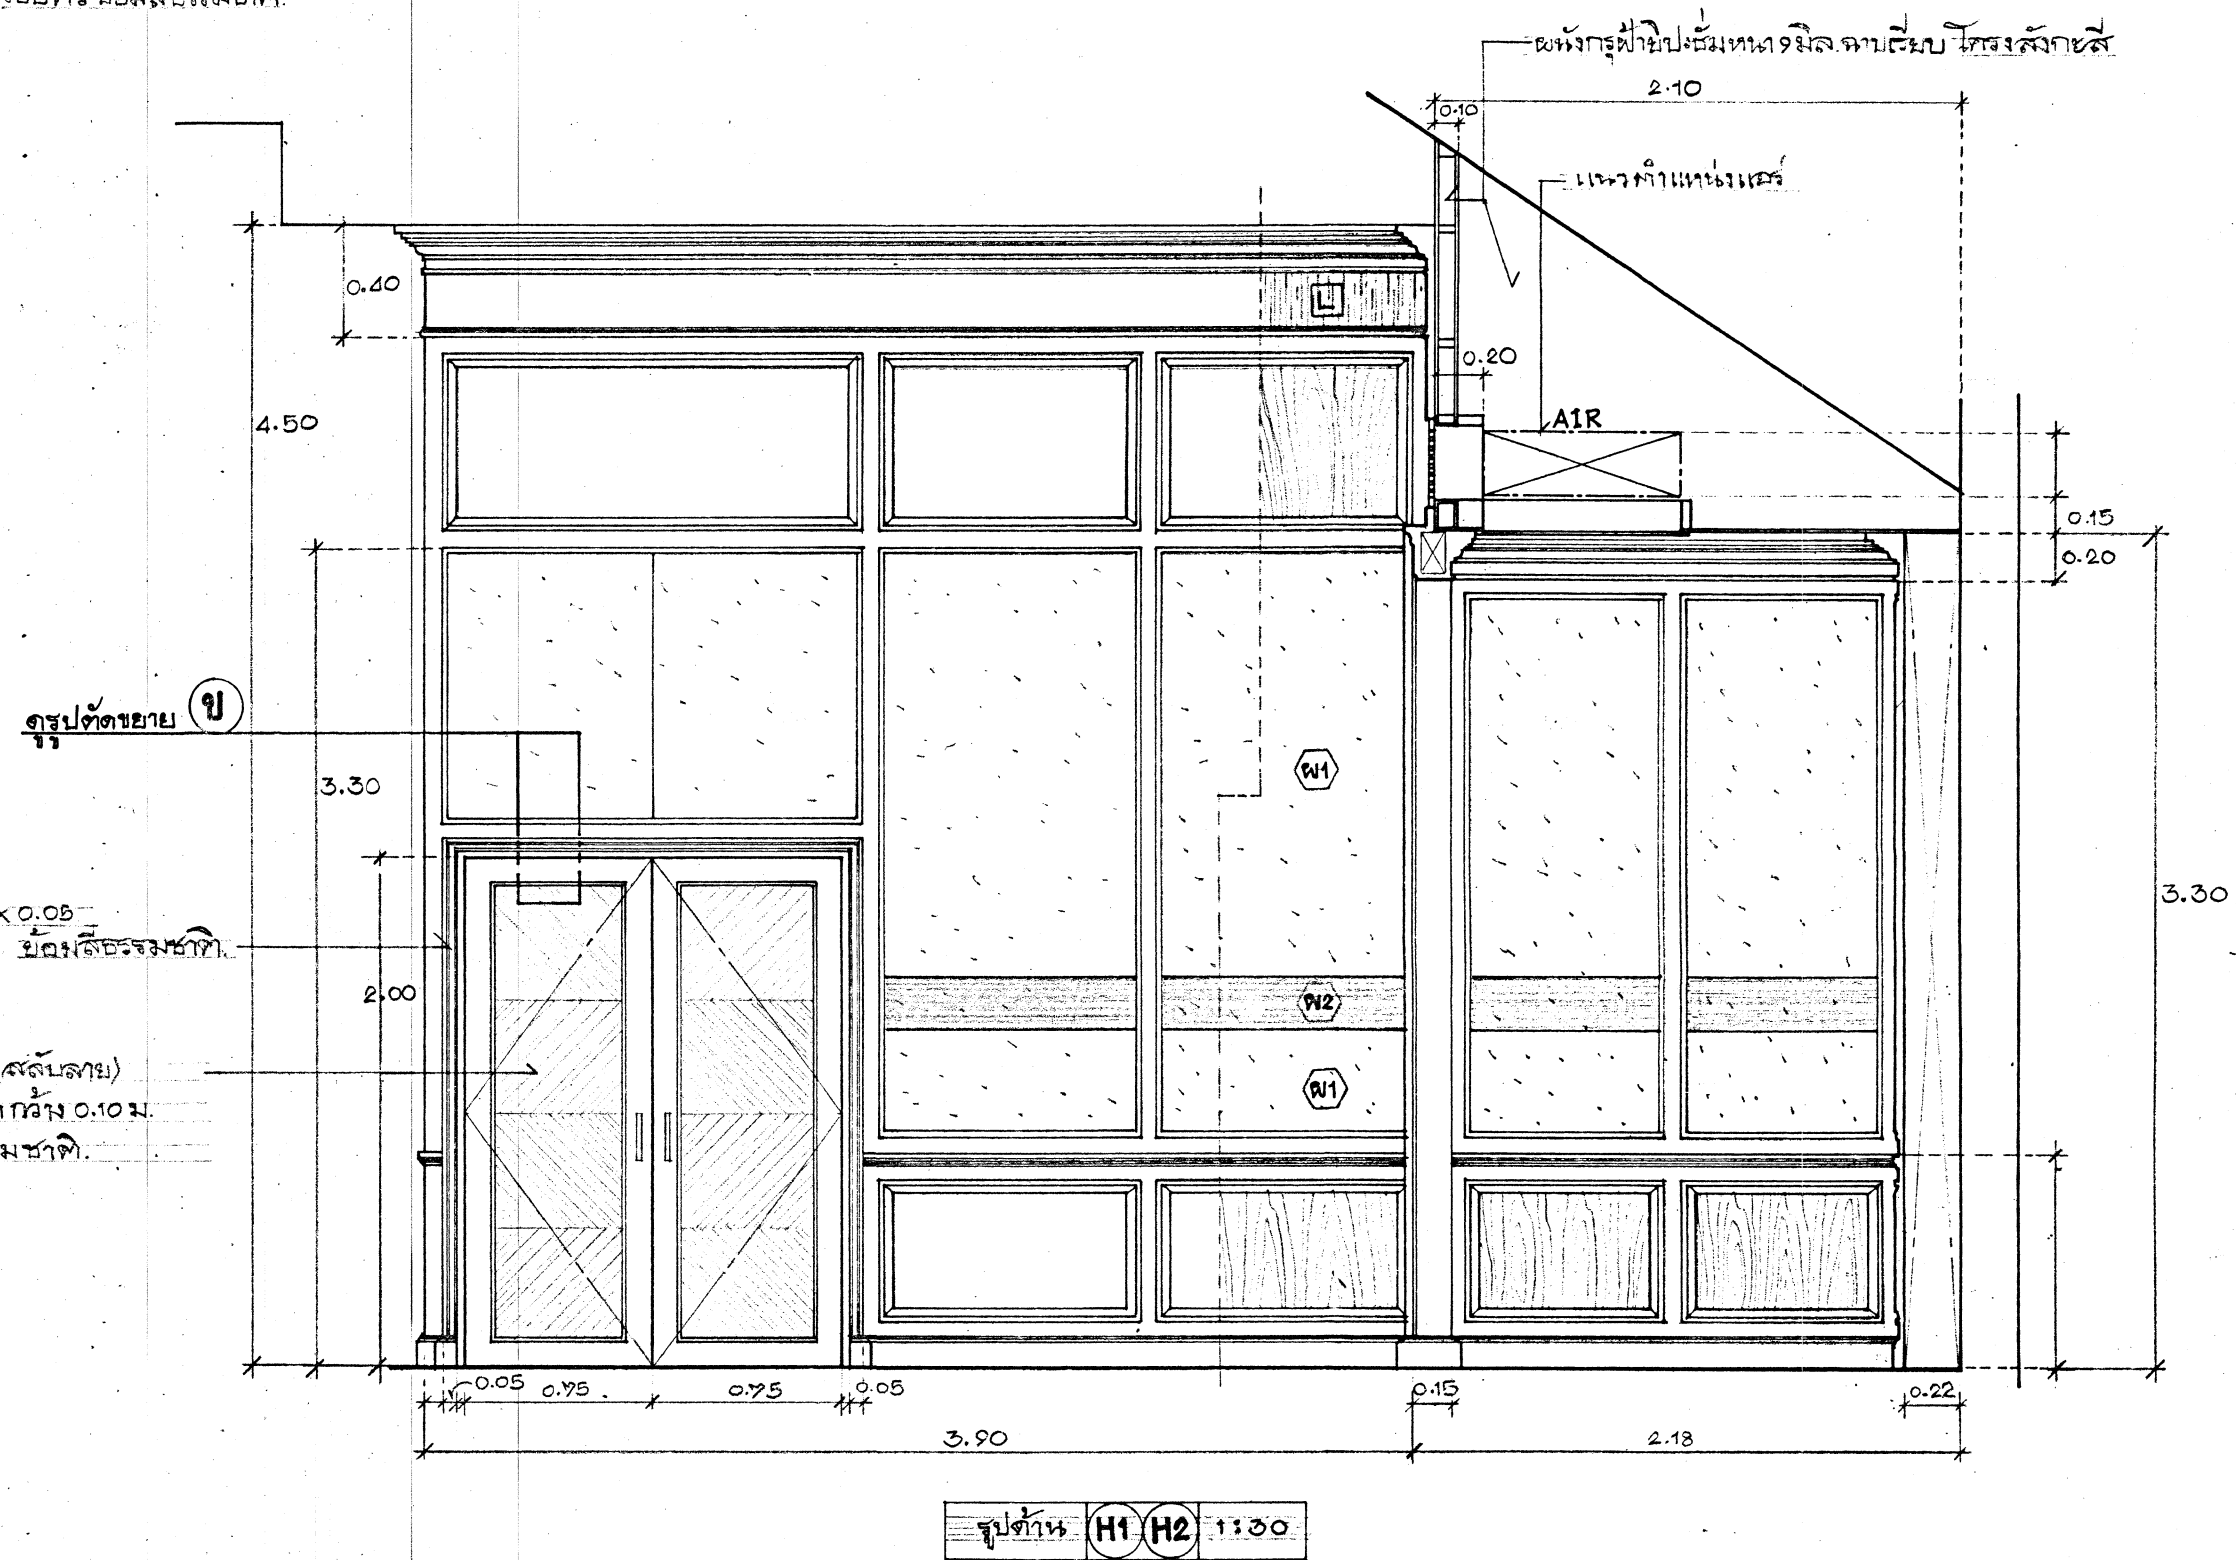 ผนังกรุฝ้ายิปซั่มหนา 9 มิล.ฉาบเรียบ โครงสังกะสี
2.10
0.10
แนวตำแหน่งแอร์
0.40
0.20
4.50
AIR
0.15
0.20
ดูรูปตัดขยาย ข
ผ1
3.30
3.30
x 0.05
ย้อมสีธรรมชาติ.
2.00
ผ2
(สลับลาย)
กว้าง 0.10 ม.
มชาติ.
ผ1
0.05 0.75 0.75 0.05 0.15 0.22
3.90 2.18
รูปด้าน H1 H2 1:30